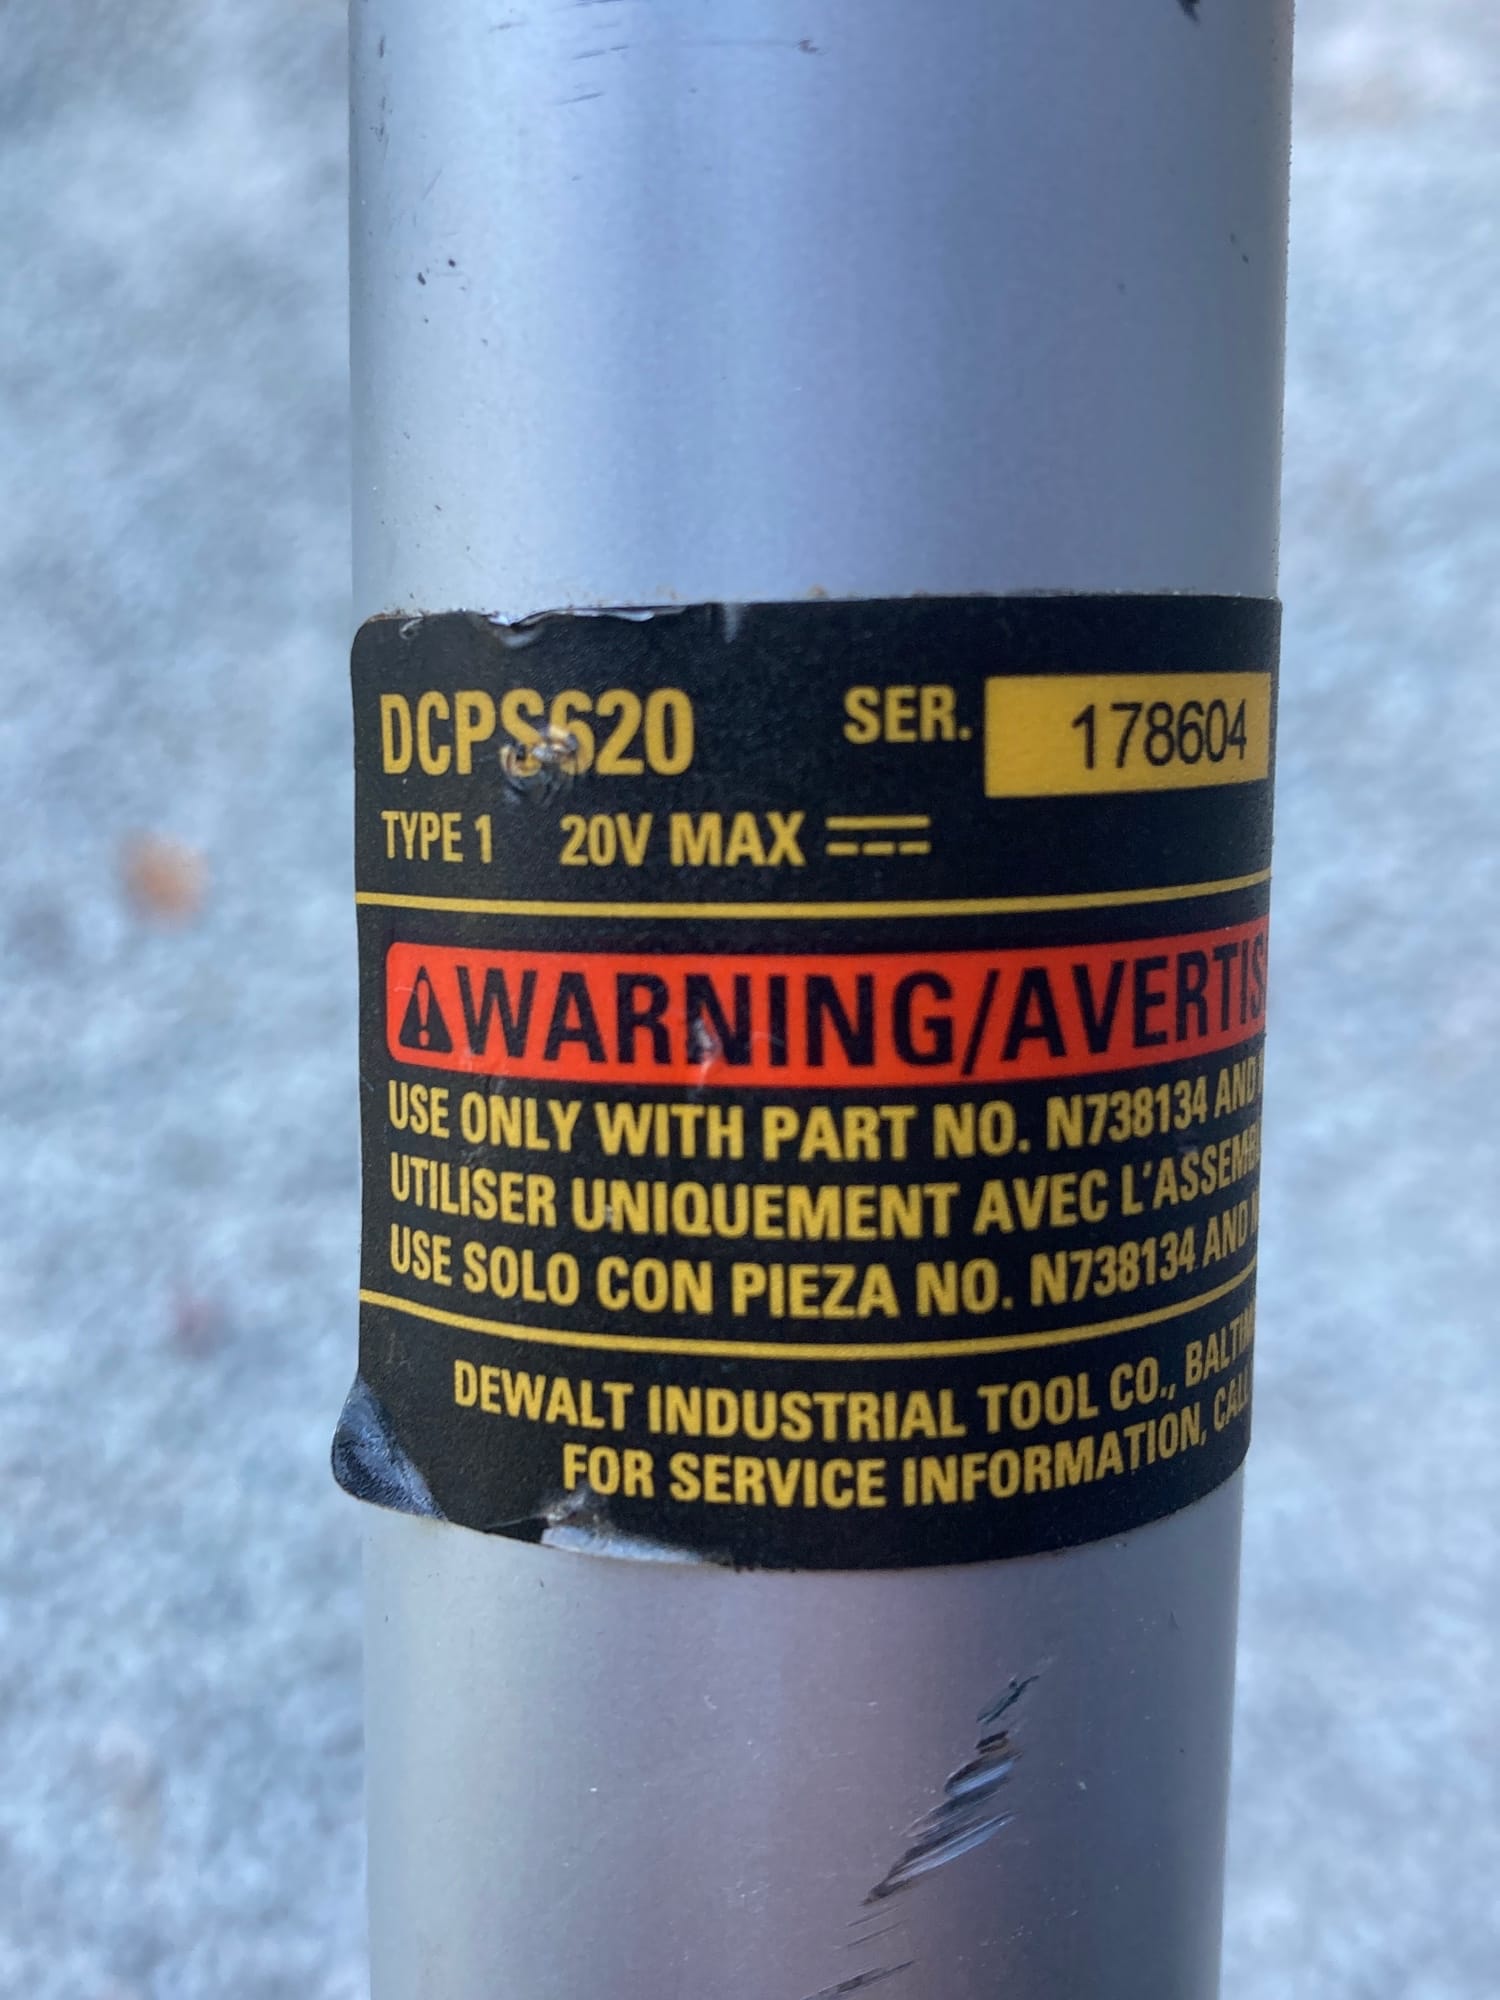 DCPS620 SER. 178604
TYPE 1 20V MAX
WARNING/AVERTIS
USE ONLY WITH PART NO. N738134 AND
UTILISER UNIQUEMENT AVEC L'ASSEMB
USE SOLO CON PIEZA NO. N738134 AND
DEWALT INDUSTRIAL TOOL CO., BALTIM
FOR SERVICE INFORMATION, CALL